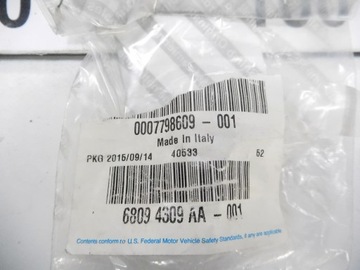 0007798609 - 001
Made in Italy
PKG 2015/09/14 40533 52
6809 4309 AA - 001
Contents conform to U.S. Federal Motor Vehicle Safety Standards, if any are applicable.